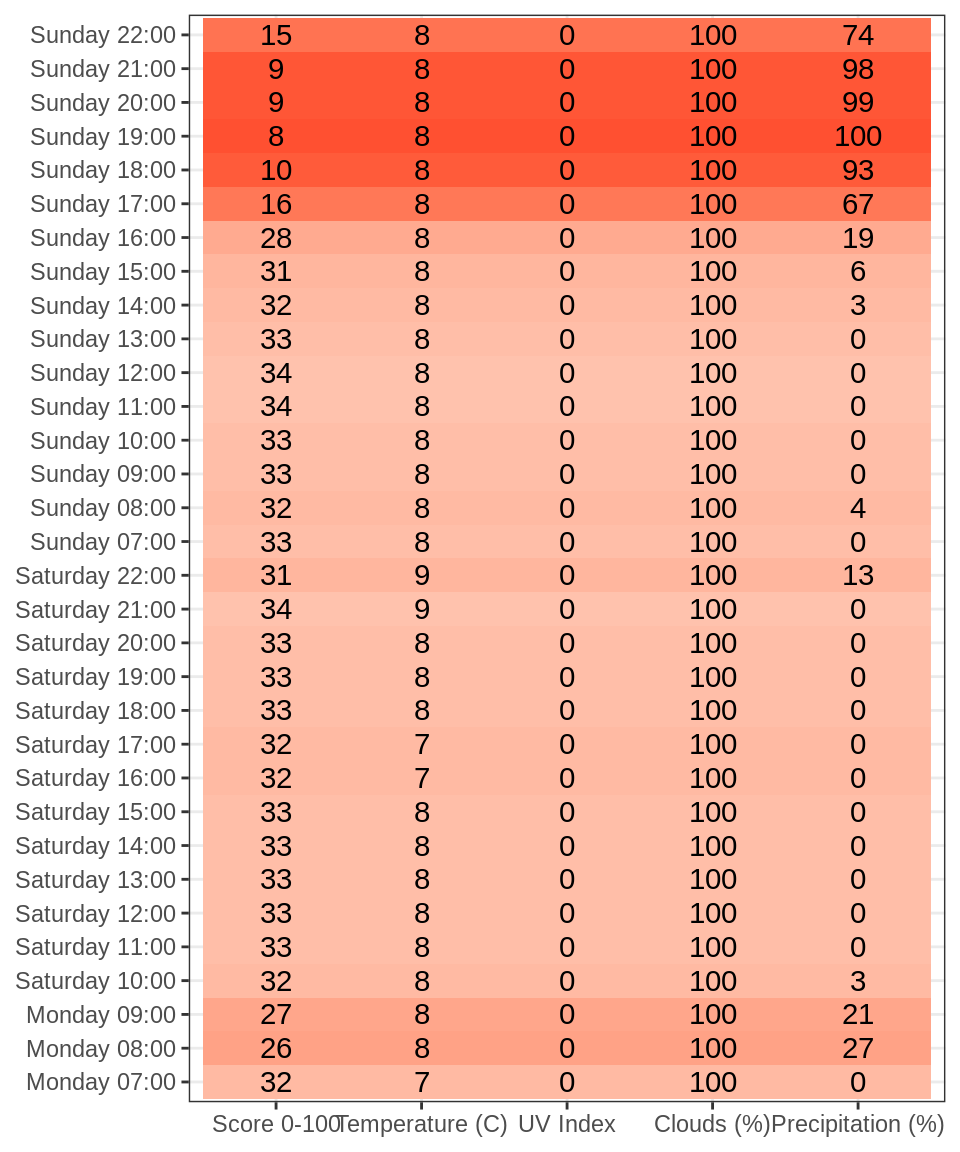 Sunday 22:00 15 8 0 100 74
Sunday 21:00 9 8 0 100 98
Sunday 20:00 9 8 0 100 99
Sunday 19:00 8 8 0 100 100
Sunday 18:00 10 8 0 100 93
Sunday 17:00 16 8 0 100 67
Sunday 16:00 28 8 0 100 19
Sunday 15:00 31 8 0 100 6
Sunday 14:00 32 8 0 100 3
Sunday 13:00 33 8 0 100 0
Sunday 12:00 34 8 0 100 0
Sunday 11:00 34 8 0 100 0
Sunday 10:00 33 8 0 100 0
Sunday 09:00 33 8 0 100 0
Sunday 08:00 32 8 0 100 4
Sunday 07:00 33 8 0 100 0
Saturday 22:00 31 9 0 100 13
Saturday 21:00 34 9 0 100 0
Saturday 20:00 33 8 0 100 0
Saturday 19:00 33 8 0 100 0
Saturday 18:00 33 8 0 100 0
Saturday 17:00 32 7 0 100 0
Saturday 16:00 32 7 0 100 0
Saturday 15:00 33 8 0 100 0
Saturday 14:00 33 8 0 100 0
Saturday 13:00 33 8 0 100 0
Saturday 12:00 33 8 0 100 0
Saturday 11:00 33 8 0 100 0
Saturday 10:00 32 8 0 100 3
Monday 09:00 27 8 0 100 21
Monday 08:00 26 8 0 100 27
Monday 07:00 32 7 0 100 0
Score 0-100 Temperature (C) UV Index Clouds (%) Precipitation (%)